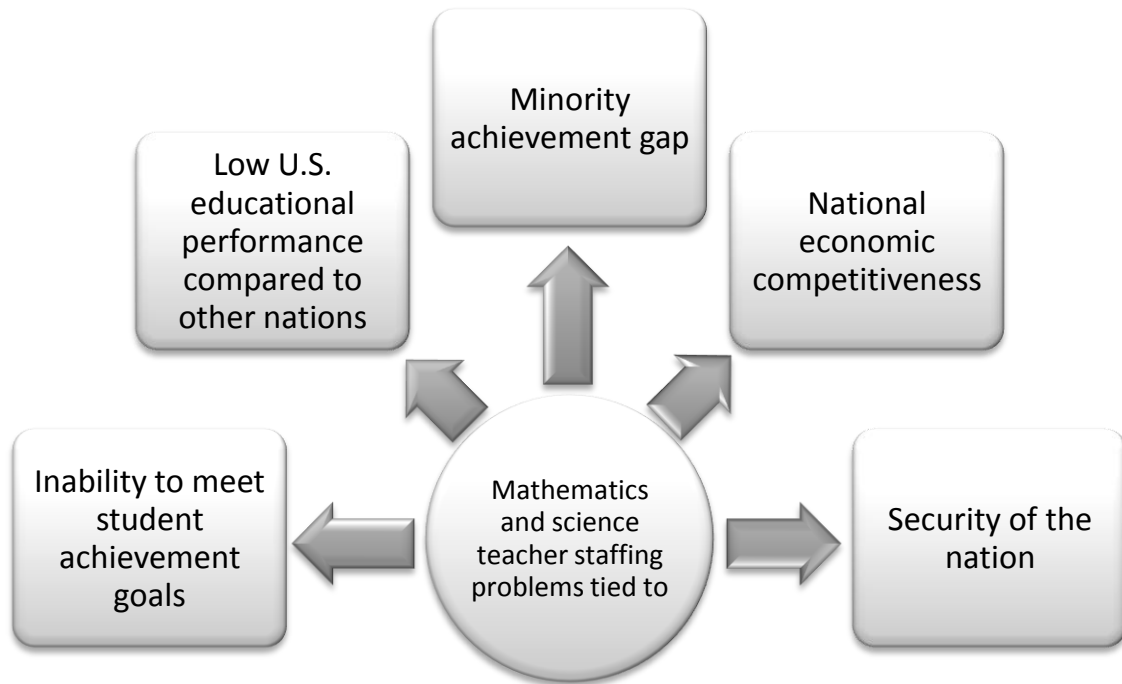 Minority
achievement gap
Low U.S.
educational
performance
compared to
other nations
National
economic
competitiveness
Inability to meet
student
achievement
goals
Mathematics
and science
teacher staffing
problems tied to
Security of the
nation